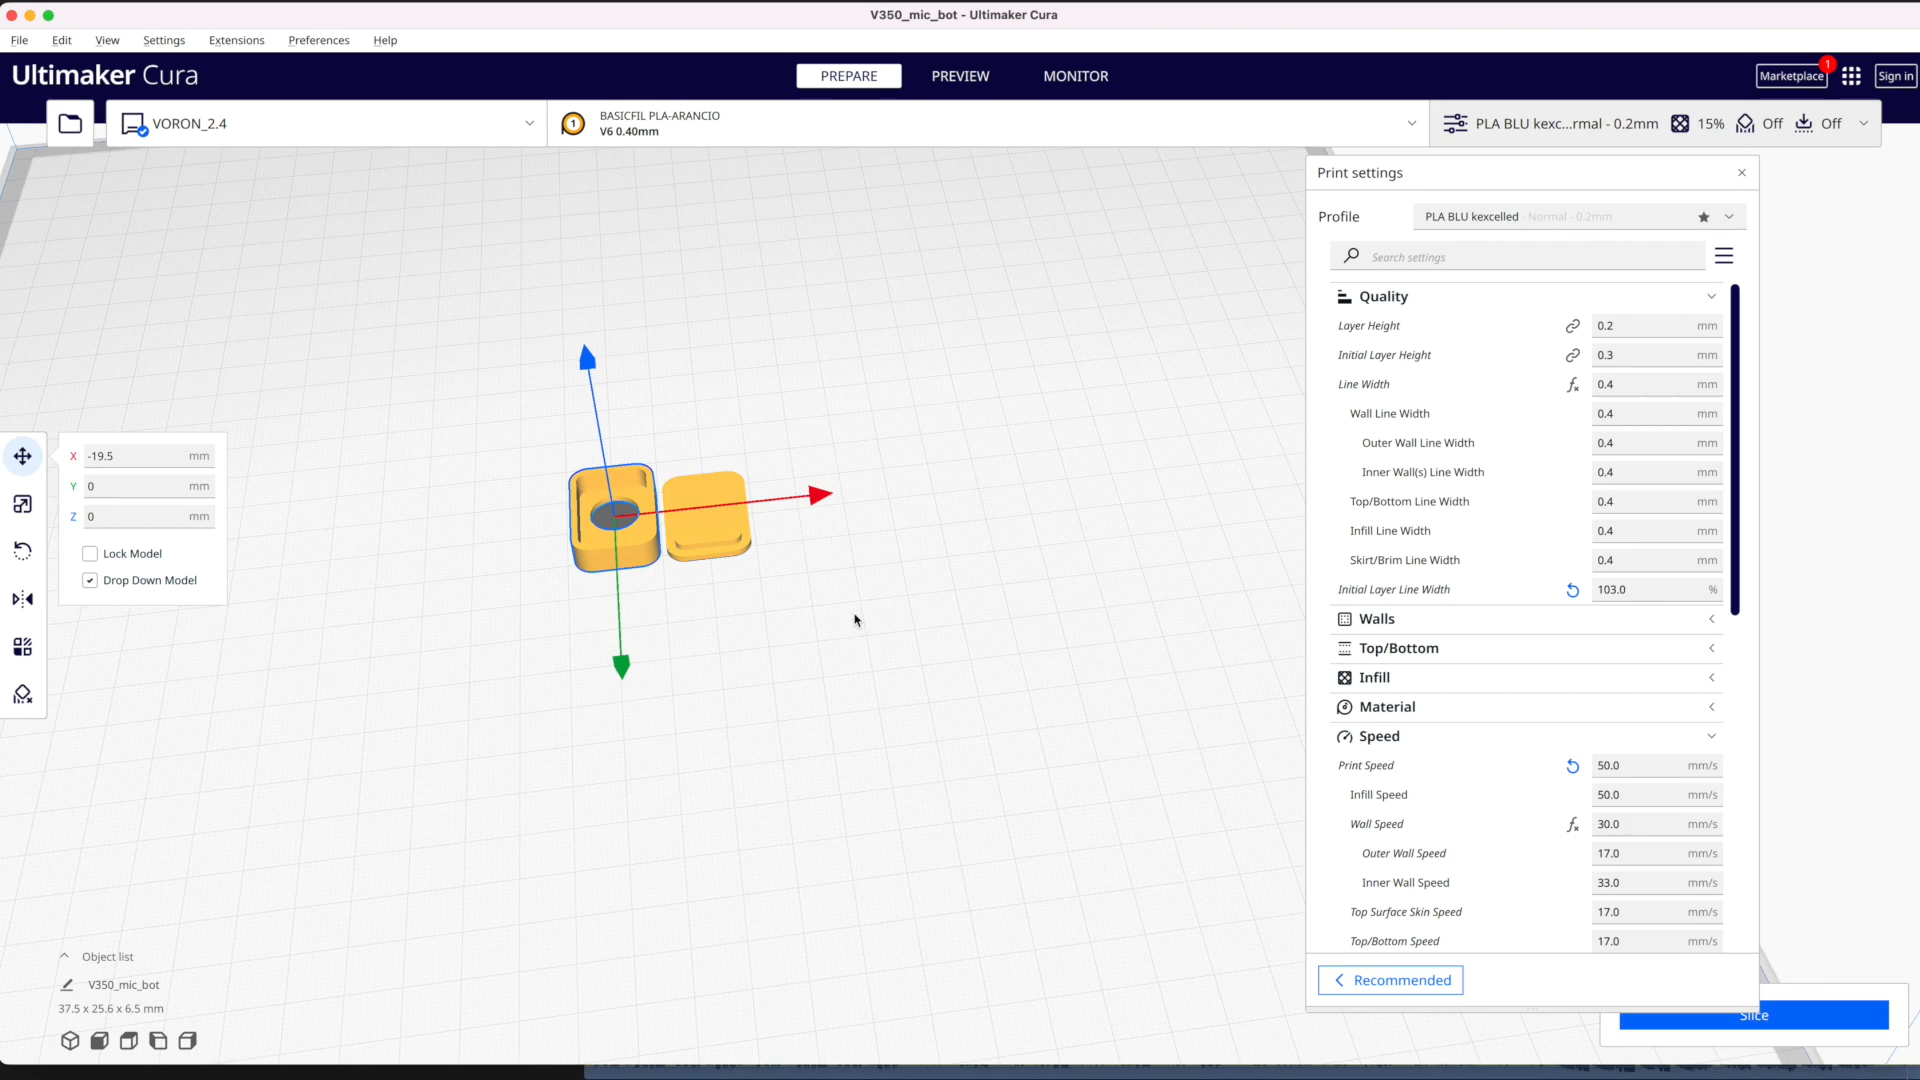 V350_mic_bot - Ultimaker Cura
File Edit View Settings Extensions Preferences Help
Ultimaker Cura
PREPARE PREVIEW MONITOR
Marketplace 1 Sign in
VORON_2.4
1 BASICFIL PLA-ARANCIO
V6 0.40mm
PLA BLU kexc...rmal - 0.2mm 15% Off Off
Print settings
Profile PLA BLU kexcelled - Normal - 0.2mm
Search settings
Quality
Layer Height 0.2 mm
Initial Layer Height 0.3 mm
Line Width fx 0.4 mm
Wall Line Width 0.4 mm
Outer Wall Line Width 0.4 mm
Inner Wall(s) Line Width 0.4 mm
Top/Bottom Line Width 0.4 mm
Infill Line Width 0.4 mm
Skirt/Brim Line Width 0.4 mm
Initial Layer Line Width 103.0 %
Walls
Top/Bottom
Infill
Material
Speed
Print Speed 50.0 mm/s
Infill Speed 50.0 mm/s
Wall Speed fx 30.0 mm/s
Outer Wall Speed 17.0 mm/s
Inner Wall Speed 33.0 mm/s
Top Surface Skin Speed 17.0 mm/s
Top/Bottom Speed 17.0 mm/s
Recommended
Slice
X -19.5 mm
Y 0 mm
Z 0 mm
Lock Model
Drop Down Model
Object list
V350_mic_bot
37.5 x 25.6 x 6.5 mm